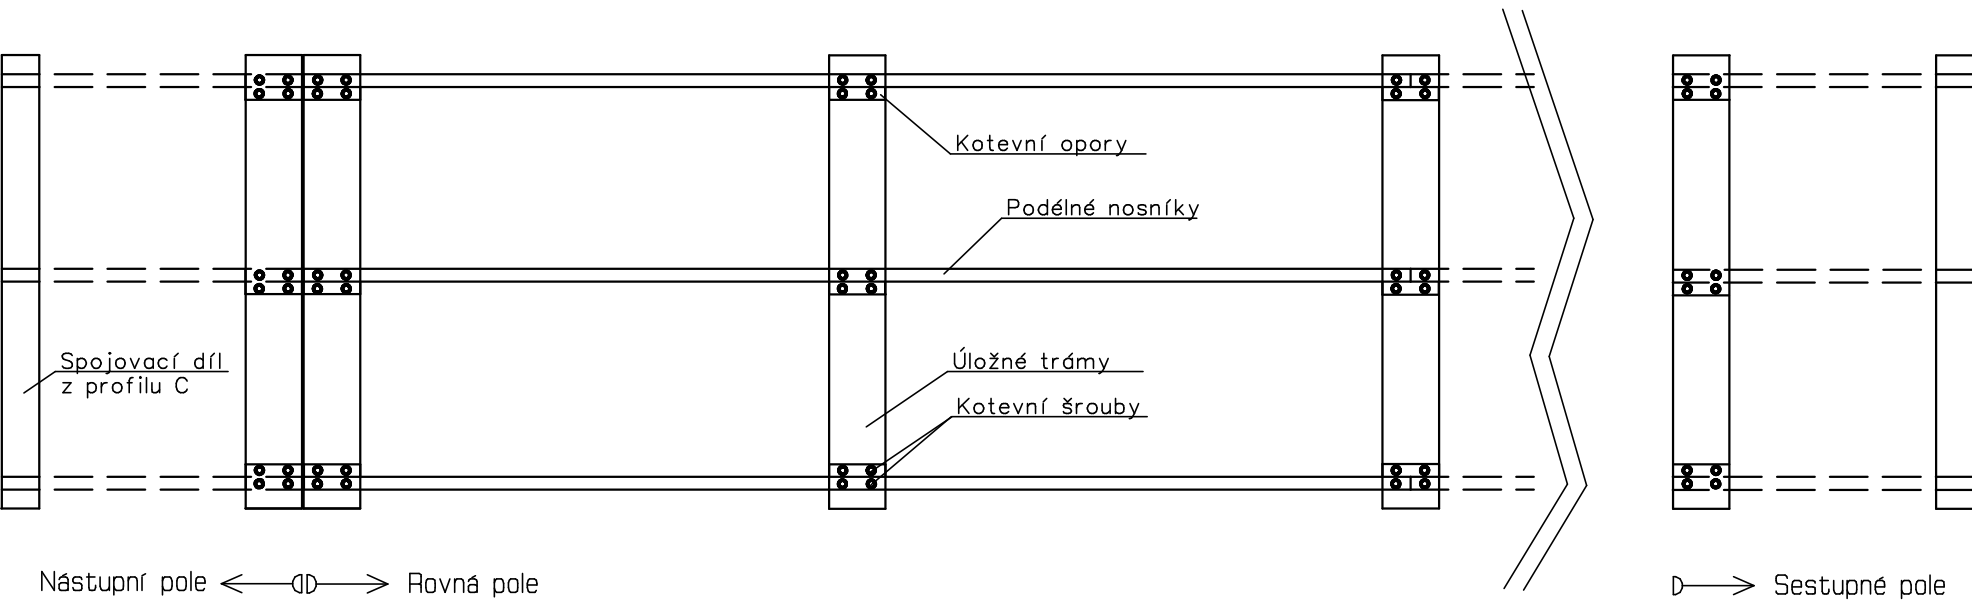 Kotevní opory
Podélné nosníky
Spojovací díl
z profilu C
Úložné trámy
Kotevní šrouby
Nástupní pole
Rovná pole
Sestupné pole